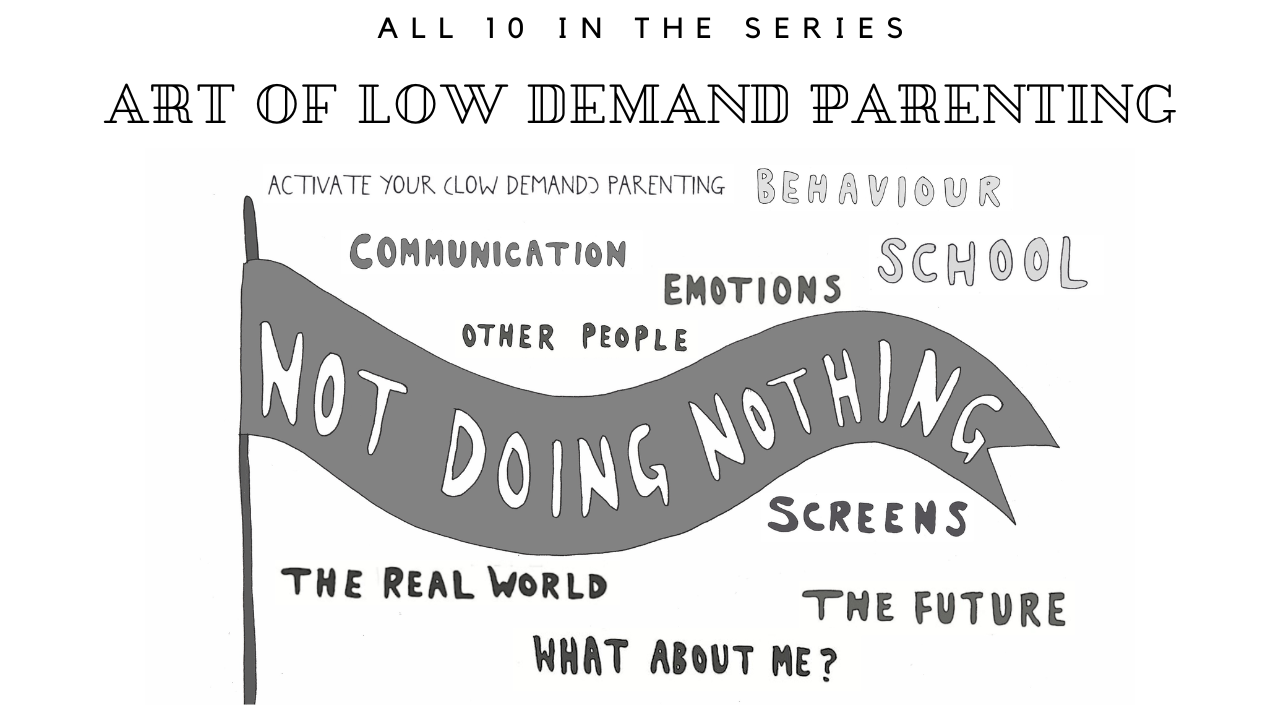 ALL 10 IN THE SERIES
ART OF LOW DEMAND PARENTING
ACTIVATE YOUR (LOW DEMAND) PARENTING
BEHAVIOUR
COMMUNICATION
SCHOOL
EMOTIONS
OTHER PEOPLE
NOT DOING NOTHING
SCREENS
THE REAL WORLD
THE FUTURE
WHAT ABOUT ME?